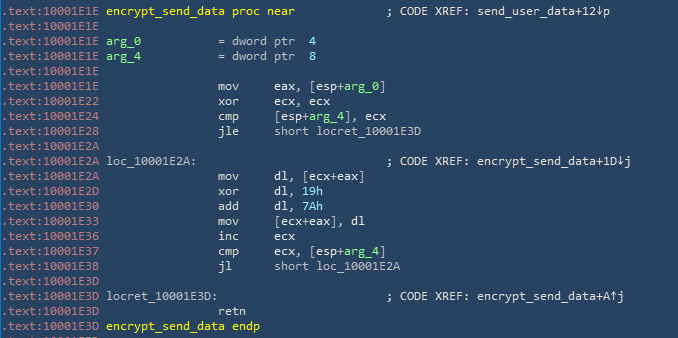 .text:10001E1E encrypt_send_data proc near ; CODE XREF: send_user_data+12↓p
.text:10001E1E
.text:10001E1E arg_0 = dword ptr 4
.text:10001E1E arg_4 = dword ptr 8
.text:10001E1E
.text:10001E1E mov eax, [esp+arg_0]
.text:10001E22 xor ecx, ecx
.text:10001E24 cmp [esp+arg_4], ecx
.text:10001E28 jle short locret_10001E3D
.text:10001E2A
.text:10001E2A loc_10001E2A: ; CODE XREF: encrypt_send_data+1D↓j
.text:10001E2A mov dl, [ecx+eax]
.text:10001E2D xor dl, 19h
.text:10001E30 add dl, 7Ah
.text:10001E33 mov [ecx+eax], dl
.text:10001E36 inc ecx
.text:10001E37 cmp ecx, [esp+arg_4]
.text:10001E3B jl short loc_10001E2A
.text:10001E3D
.text:10001E3D locret_10001E3D: ; CODE XREF: encrypt_send_data+A↑j
.text:10001E3D retn
.text:10001E3D encrypt_send_data endp